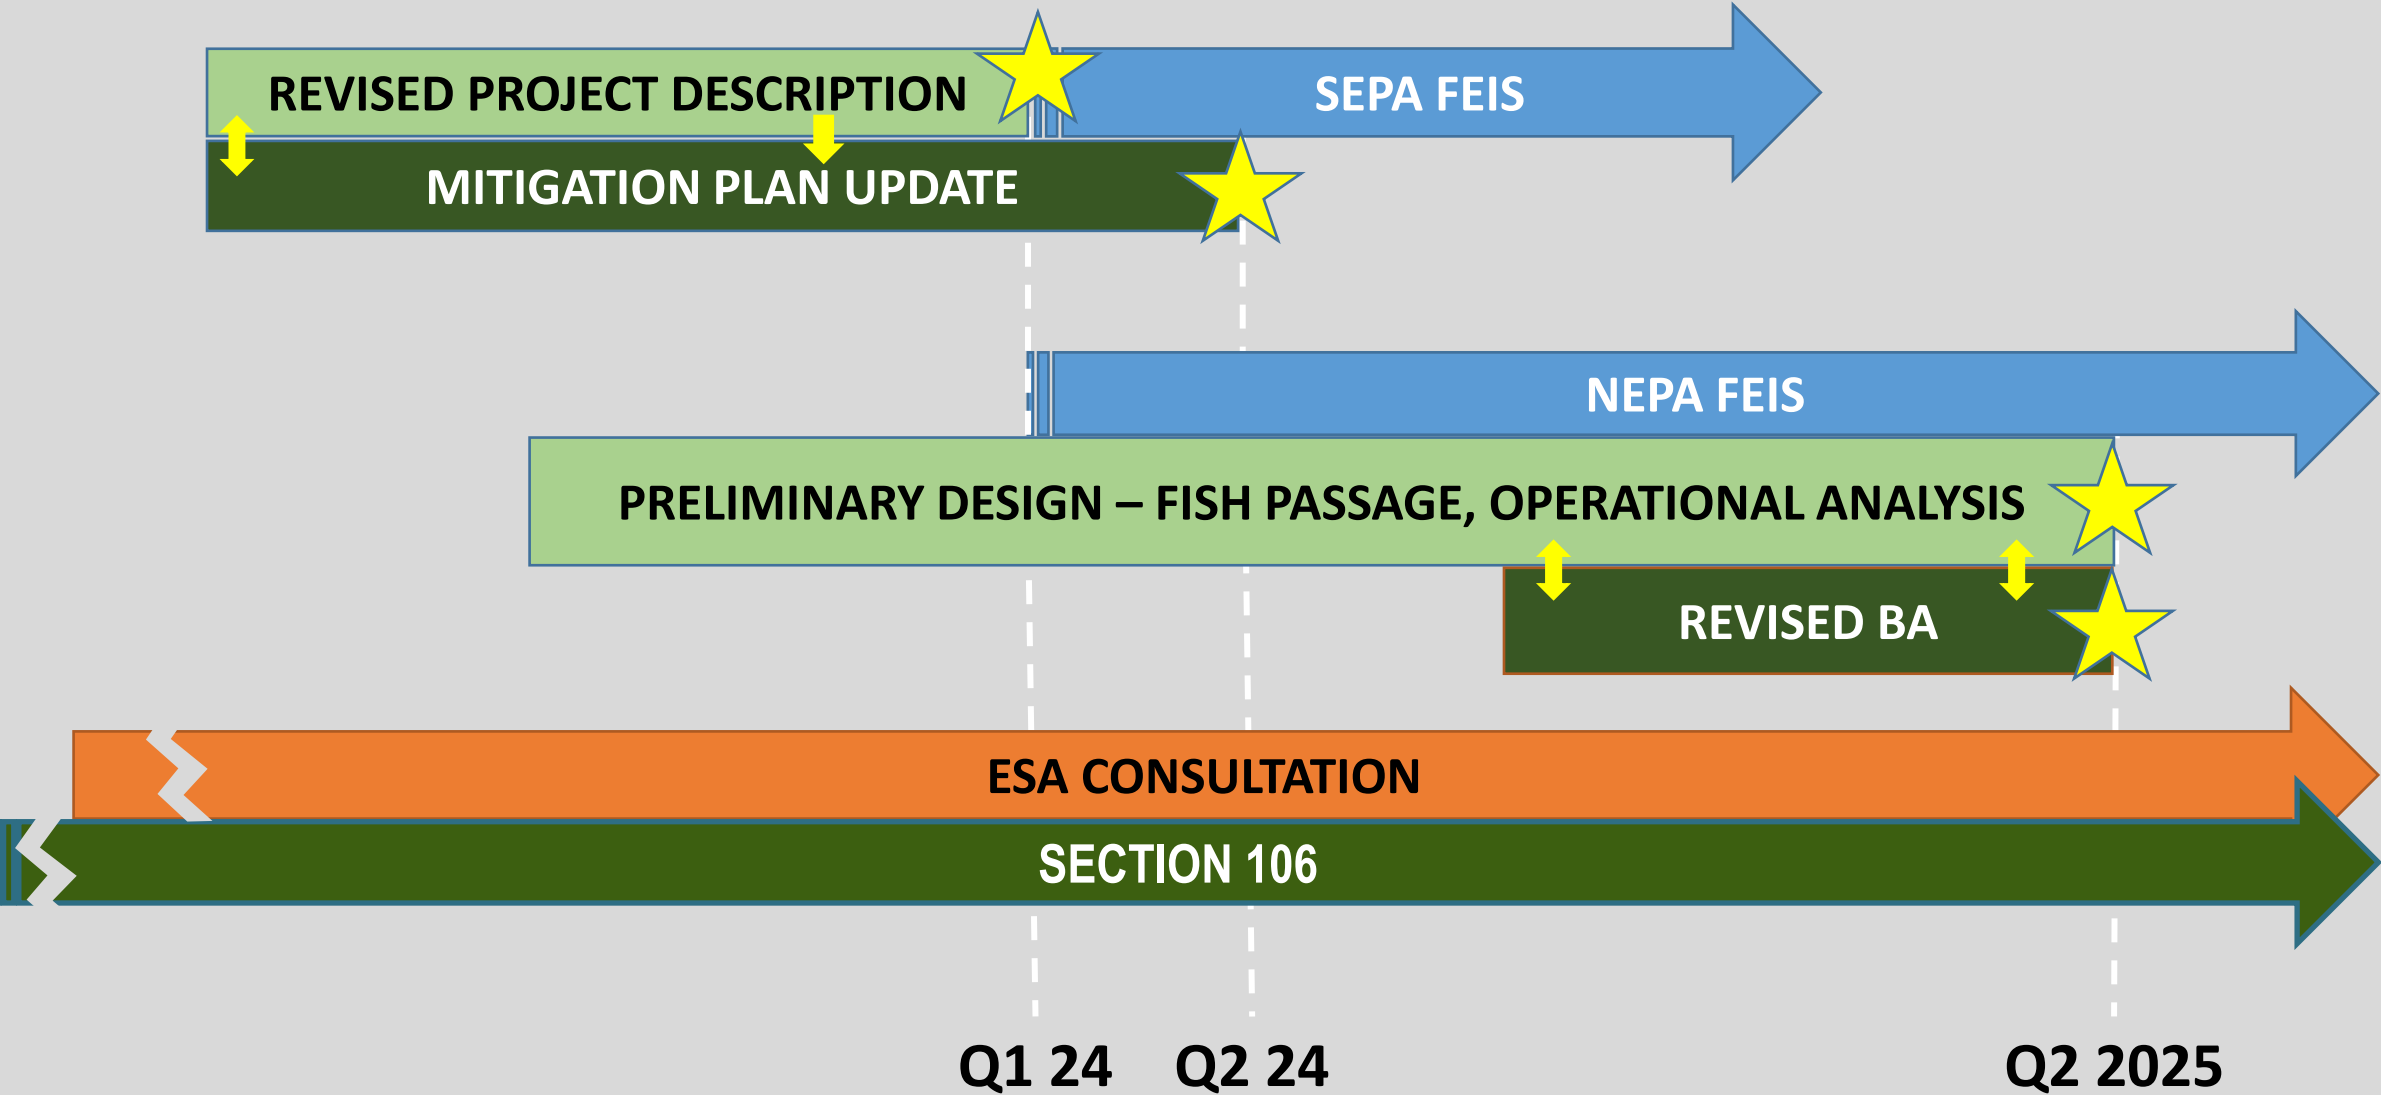 REVISED PROJECT DESCRIPTION
SEPA FEIS
MITIGATION PLAN UPDATE
NEPA FEIS
PRELIMINARY DESIGN – FISH PASSAGE, OPERATIONAL ANALYSIS
REVISED BA
ESA CONSULTATION
SECTION 106
Q1 24
Q2 24
Q2 2025